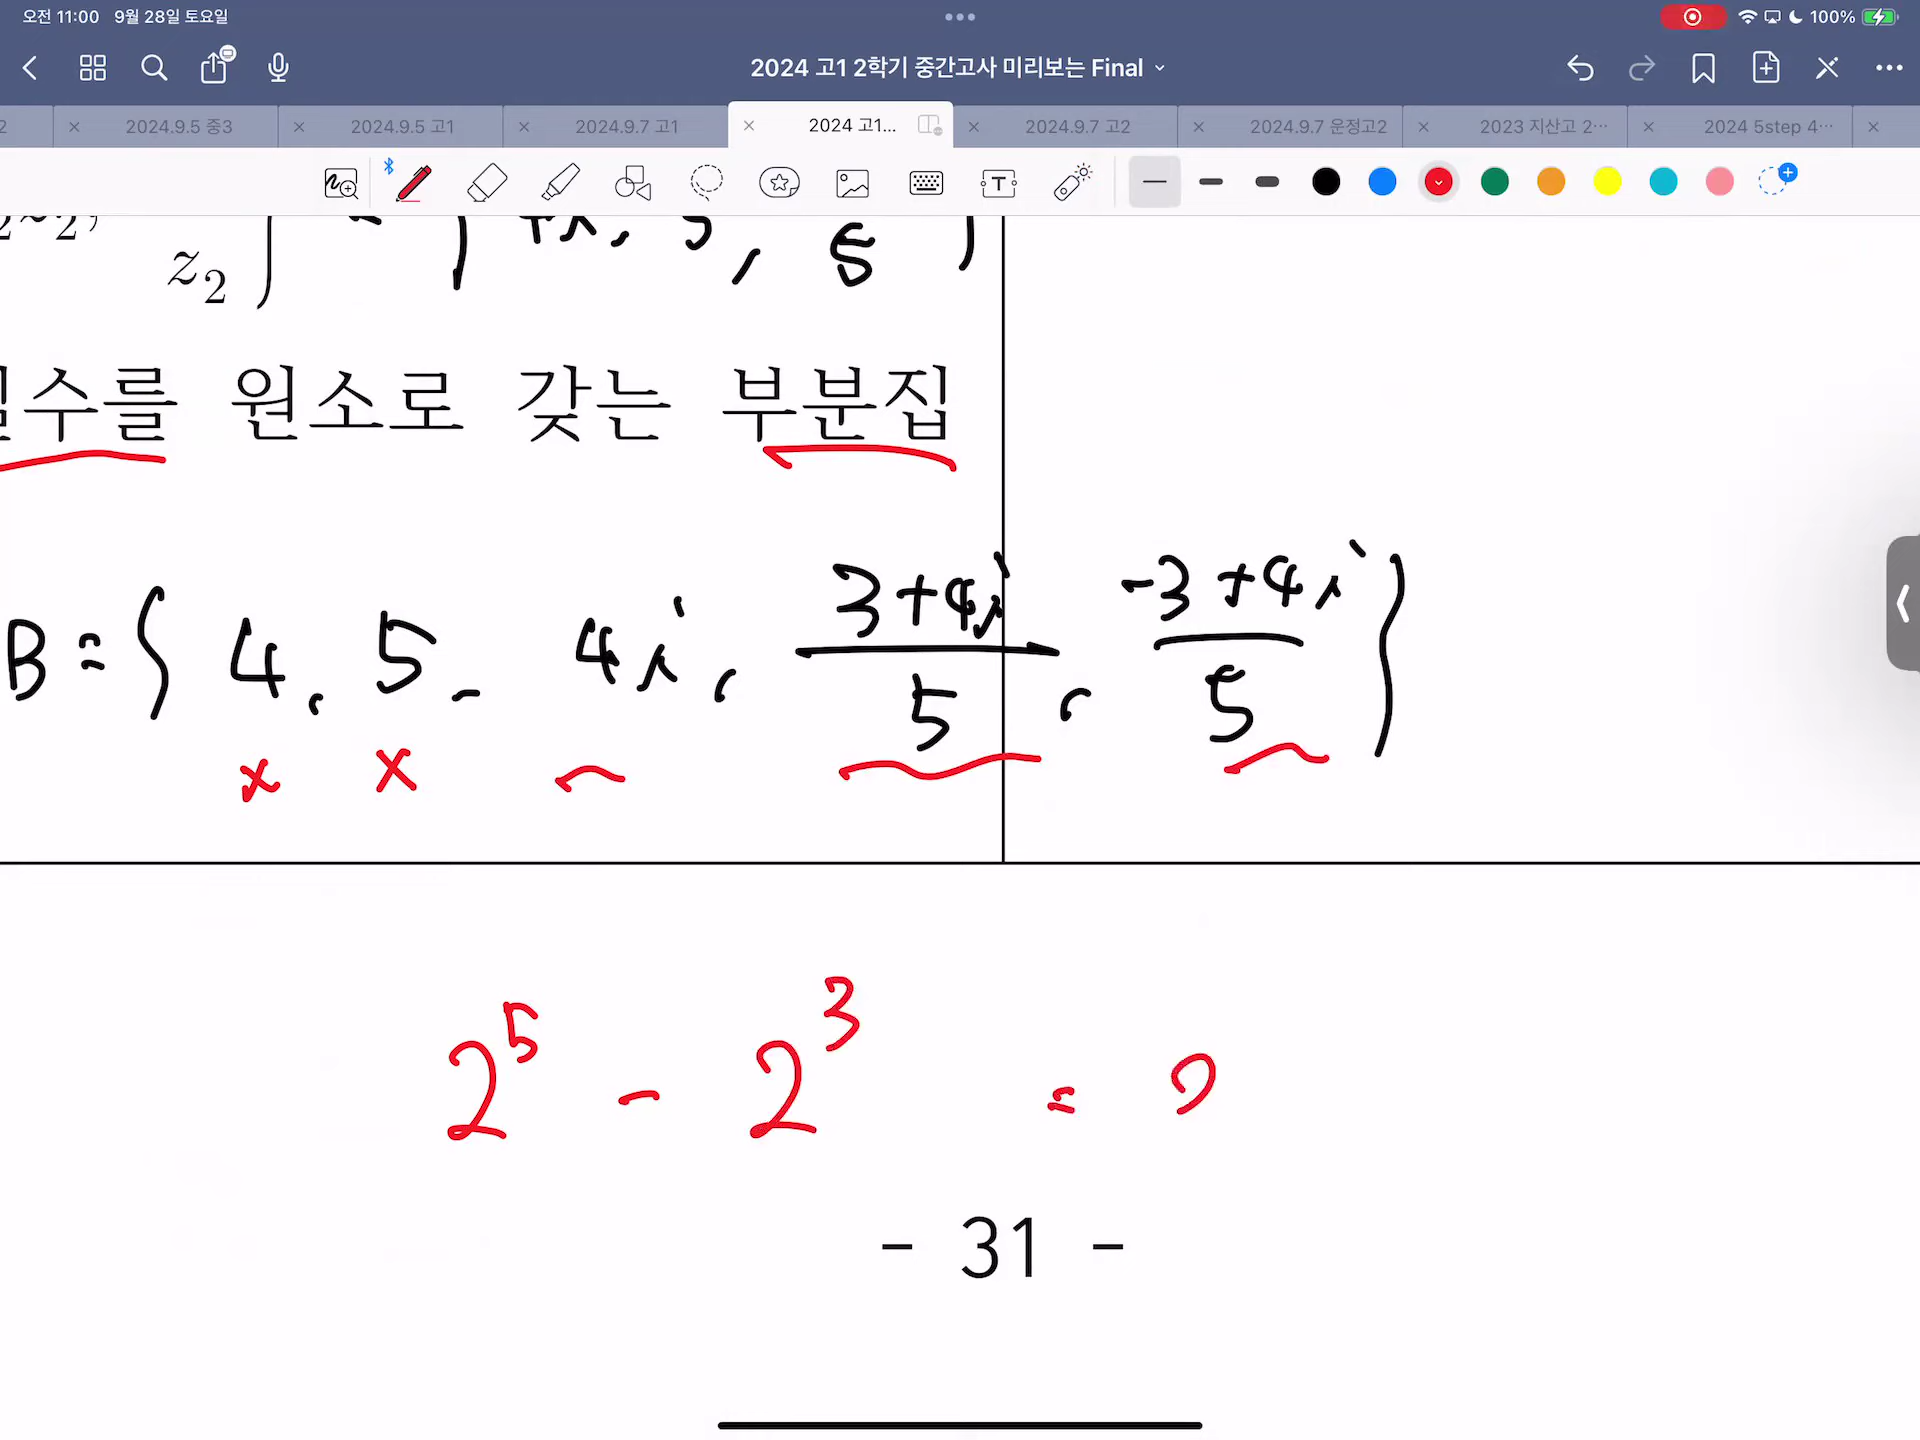 오전 11:00 9월 28일 토요일
100%
2024 고1 2학기 중간고사 미리보는 Final
2 2024.9.5 중3 2024.9.5 고1 2024.9.7 고1 2024 고1... 2024.9.7 고2 2024.9.7 운정고2 2023 지산고 2… 2024 5step 4…
z₂
수를 원소로 갖는 부분집
B = { 4, 5, 4i, (3+4i)/5, (-3+4i)/5 }
× ×
2⁵ - 2³ =
- 31 -